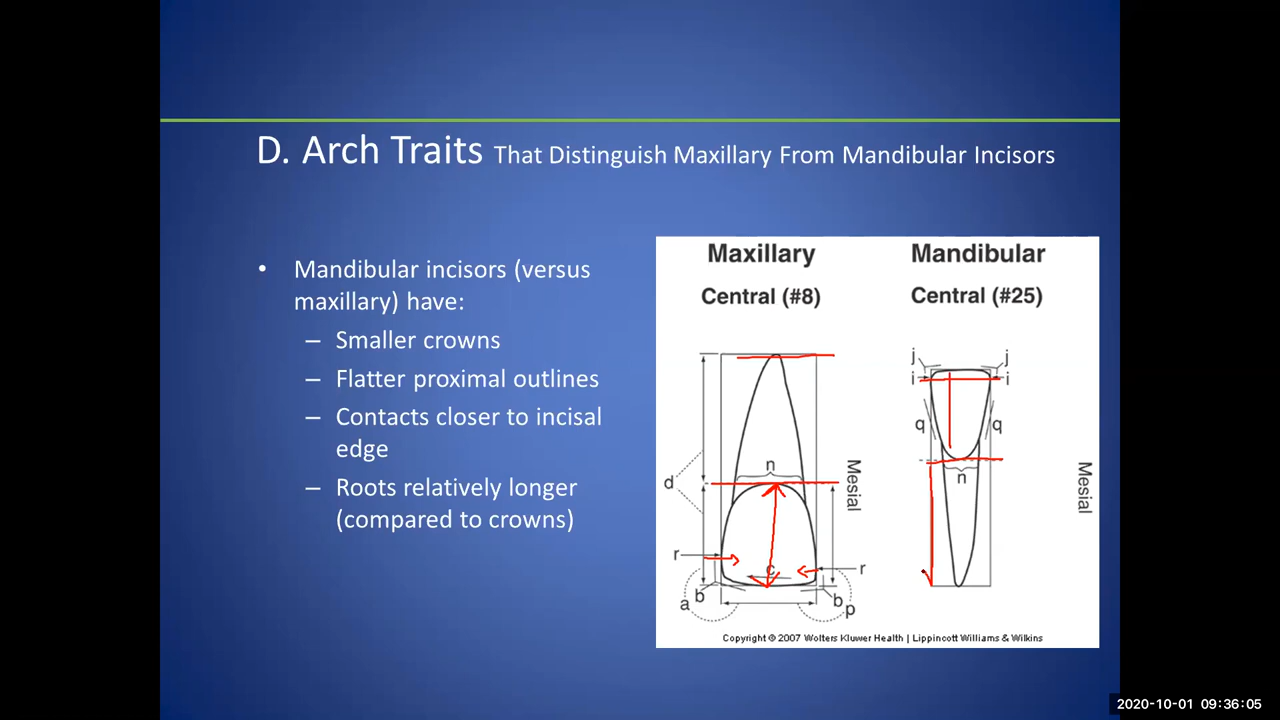 D. Arch Traits That Distinguish Maxillary From Mandibular Incisors
• Mandibular incisors (versus
maxillary) have:
– Smaller crowns
– Flatter proximal outlines
– Contacts closer to incisal
edge
– Roots relatively longer
(compared to crowns)
Maxillary
Central (#8)
n
d
Mesial
r
r
c
a
b
b
p
Mandibular
Central (#25)
j
j
i
i
q
q
n
Mesial
Copyright © 2007 Wolters Kluwer Health | Lippincott Williams & Wilkins
2020-10-01 09:36:05